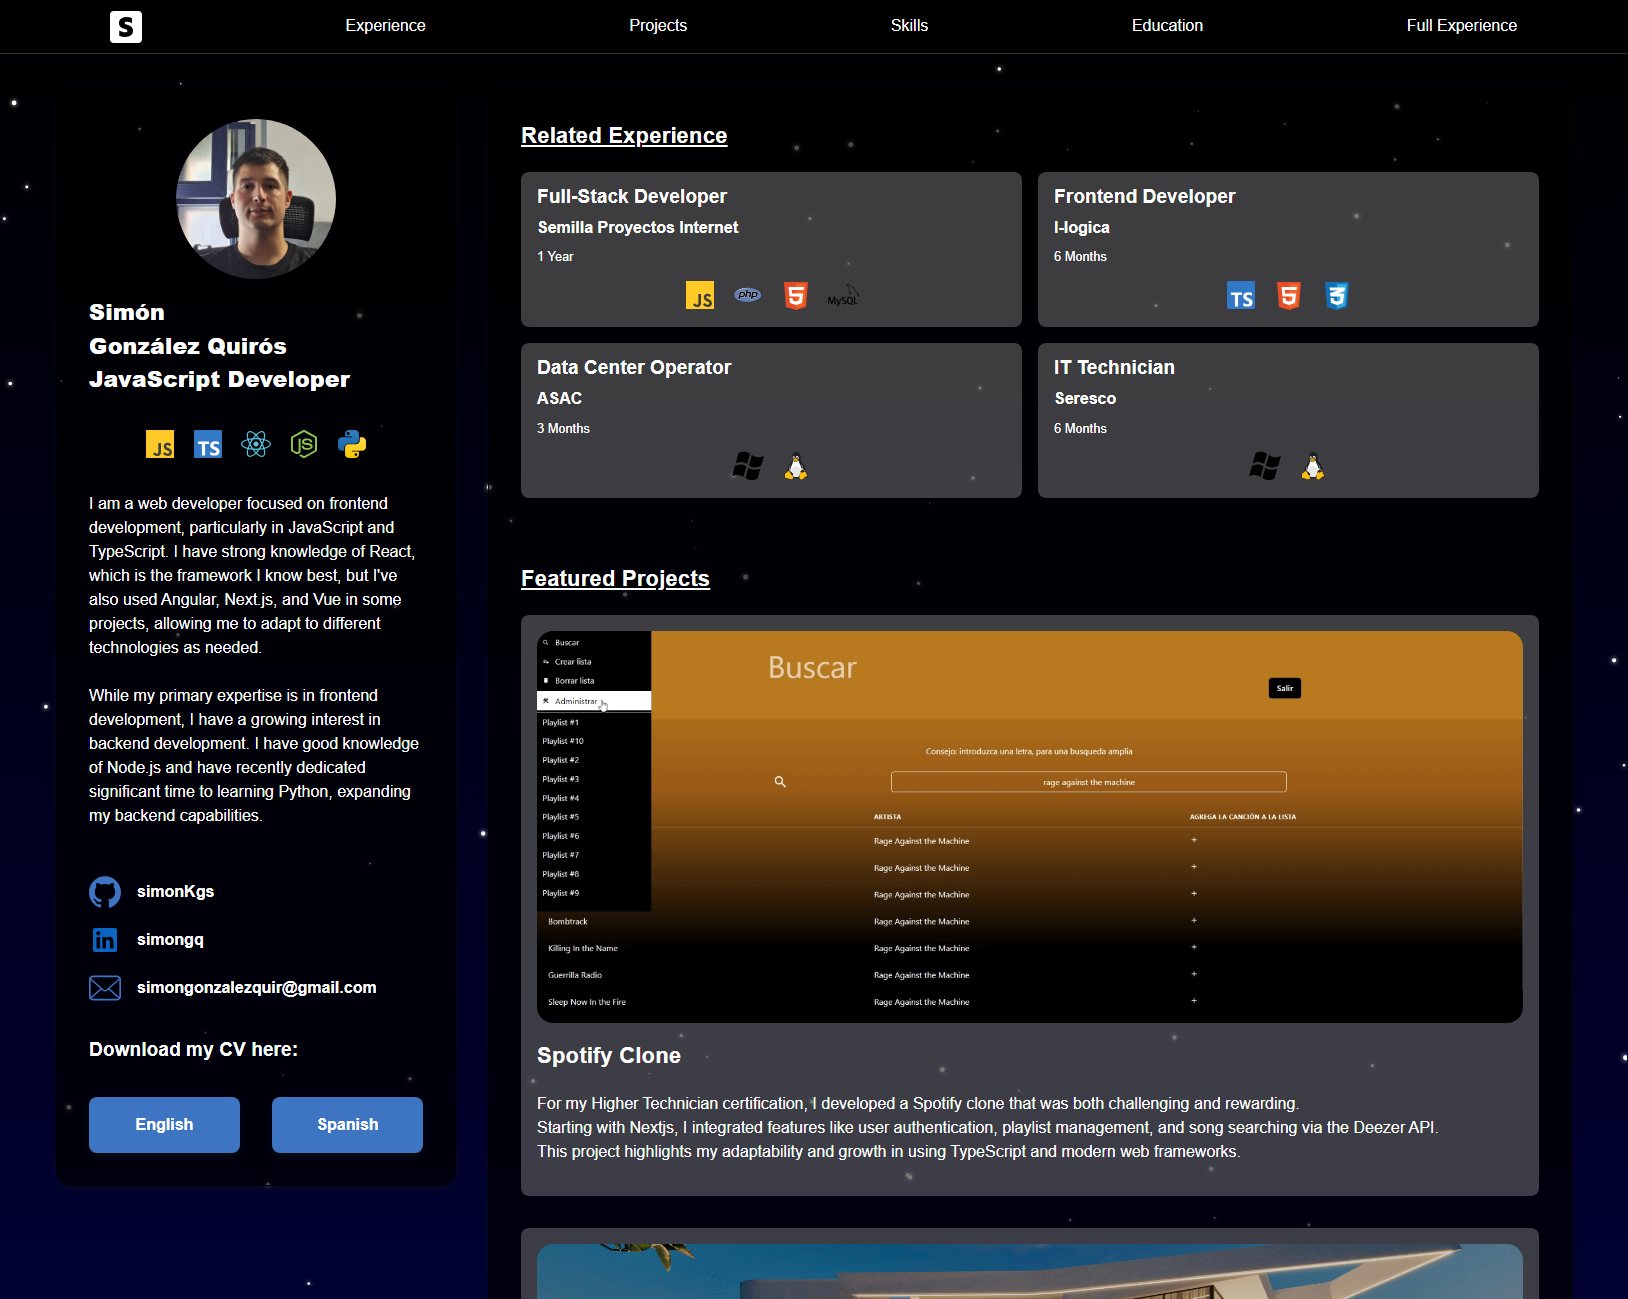 S
Experience
Projects
Skills
Education
Full Experience
Simón
González Quirós
JavaScript Developer
JS
TS
JS
I am a web developer focused on frontend
development, particularly in JavaScript and
TypeScript. I have strong knowledge of React,
which is the framework I know best, but I've
also used Angular, Next.js, and Vue in some
projects, allowing me to adapt to different
technologies as needed.
While my primary expertise is in frontend
development, I have a growing interest in
backend development. I have good knowledge
of Node.js and have recently dedicated
significant time to learning Python, expanding
my backend capabilities.
simonKgs
in
simongq
simongonzalezquir@gmail.com
Download my CV here:
English
Spanish
Related Experience
Full-Stack Developer
Semilla Proyectos Internet
1 Year
JS
php
5
MySQL
Frontend Developer
I-logica
6 Months
TS
5
3
Data Center Operator
ASAC
3 Months
IT Technician
Seresco
6 Months
Featured Projects
Buscar
Crear lista
Borrar lista
Administrar
Playlist #1
Playlist #10
Playlist #2
Playlist #3
Playlist #4
Playlist #5
Playlist #6
Playlist #7
Playlist #8
Playlist #9
Buscar
Salir
Consejo: introduzca una letra, para una busqueda amplia
rage against the machine
ARTISTA
AGREGA LA CANCIÓN A LA LISTA
Rage Against the Machine +
Rage Against the Machine +
Rage Against the Machine +
Bombtrack Rage Against the Machine +
Killing In the Name Rage Against the Machine +
Guerrilla Radio Rage Against the Machine +
Sleep Now In the Fire Rage Against the Machine +
Spotify Clone
For my Higher Technician certification, I developed a Spotify clone that was both challenging and rewarding.
Starting with Nextjs, I integrated features like user authentication, playlist management, and song searching via the Deezer API.
This project highlights my adaptability and growth in using TypeScript and modern web frameworks.